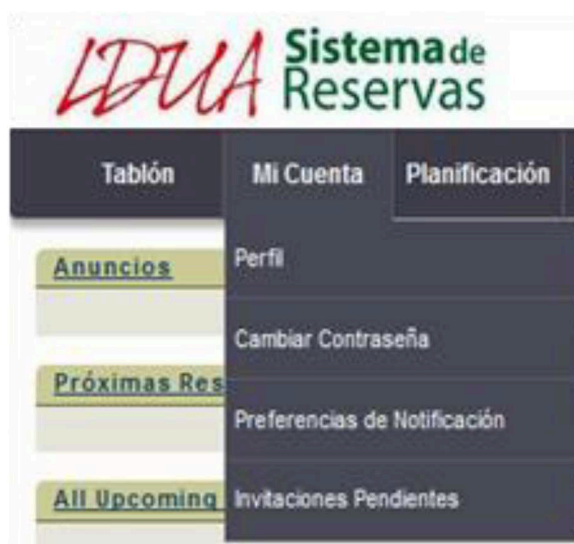 LDUA Sistema de
Reservas
Tablón Mi Cuenta Planificación
Anuncios
Perfil
Cambiar Contraseña
Próximas Res
Preferencias de Notificación
All Upcoming
Invitaciones Pendientes